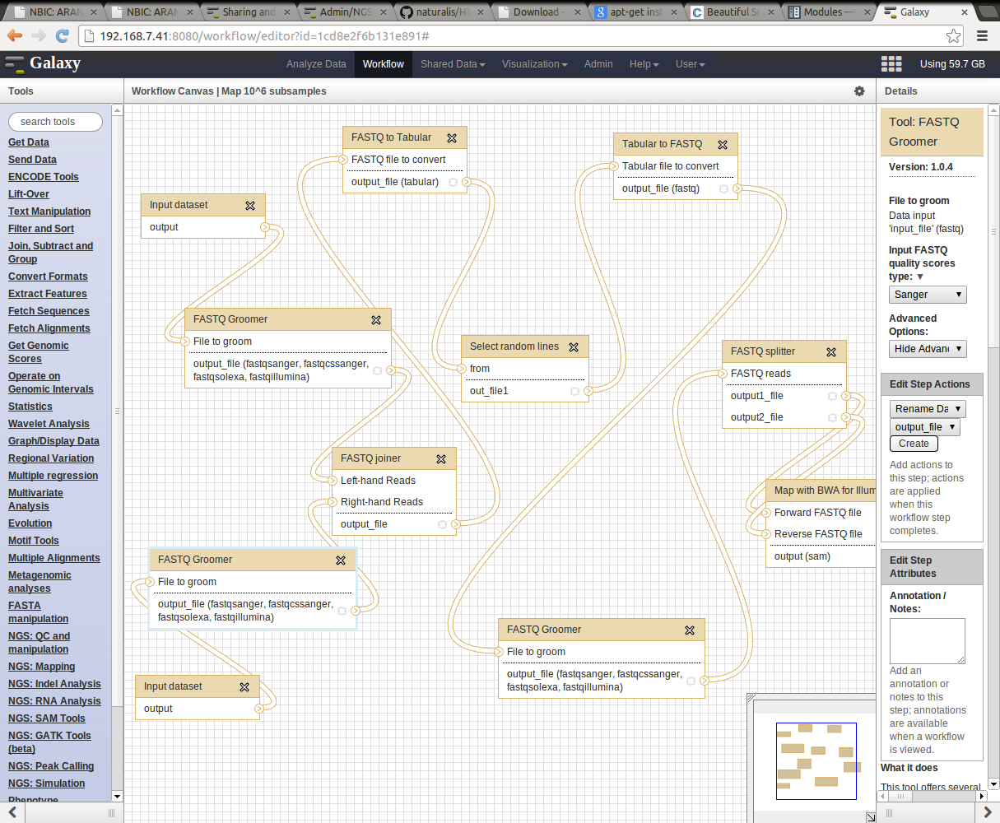 NBIC: ARAN
NBIC: ARAN
Sharing and
Admin/NGS
naturalis/HT
Download -
apt-get inst
Beautiful So
Modules —
Galaxy
192.168.7.41:8080/workflow/editor?id=1cd8e2f6b131e891#
Galaxy
Analyze Data
Workflow
Shared Data
Visualization
Admin
Help
User
Using 59.7 GB
Tools
search tools
Get Data
Send Data
ENCODE Tools
Lift-Over
Text Manipulation
Filter and Sort
Join, Subtract and
Group
Convert Formats
Extract Features
Fetch Sequences
Fetch Alignments
Get Genomic
Scores
Operate on
Genomic Intervals
Statistics
Wavelet Analysis
Graph/Display Data
Regional Variation
Multiple regression
Multivariate
Analysis
Evolution
Motif Tools
Multiple Alignments
Metagenomic
analyses
FASTA
manipulation
NGS: QC and
manipulation
NGS: Mapping
NGS: Indel Analysis
NGS: RNA Analysis
NGS: SAM Tools
NGS: GATK Tools
(beta)
NGS: Peak Calling
NGS: Simulation
Phenotype
Workflow Canvas | Map 10^6 subsamples
FASTQ to Tabular
FASTQ file to convert
output_file (tabular)
Tabular to FASTQ
Tabular file to convert
output_file (fastq)
Input dataset
output
FASTQ Groomer
File to groom
output_file (fastqsanger, fastqcssanger,
fastqsolexa, fastqillumina)
Select random lines
from
out_file1
FASTQ splitter
FASTQ reads
output1_file
output2_file
FASTQ joiner
Left-hand Reads
Right-hand Reads
output_file
Map with BWA for Illum
Forward FASTQ file
Reverse FASTQ file
output (sam)
FASTQ Groomer
File to groom
output_file (fastqsanger, fastqcssanger,
fastqsolexa, fastqillumina)
FASTQ Groomer
File to groom
output_file (fastqsanger, fastqcssanger,
fastqsolexa, fastqillumina)
Input dataset
output
Details
Tool: FASTQ
Groomer
Version: 1.0.4
File to groom
Data input
'input_file' (fastq)
Input FASTQ
quality scores
type: ▼
Sanger
Advanced
Options:
Hide Advan
Edit Step Actions
Rename Da
output_file
Create
Add actions to
this step; actions
are applied
when this
workflow step
completes.
Edit Step
Attributes
Annotation /
Notes:
Add an
annotation or
notes to this
step; annotations
are available
when a workflow
is viewed.
What it does
This tool offers several